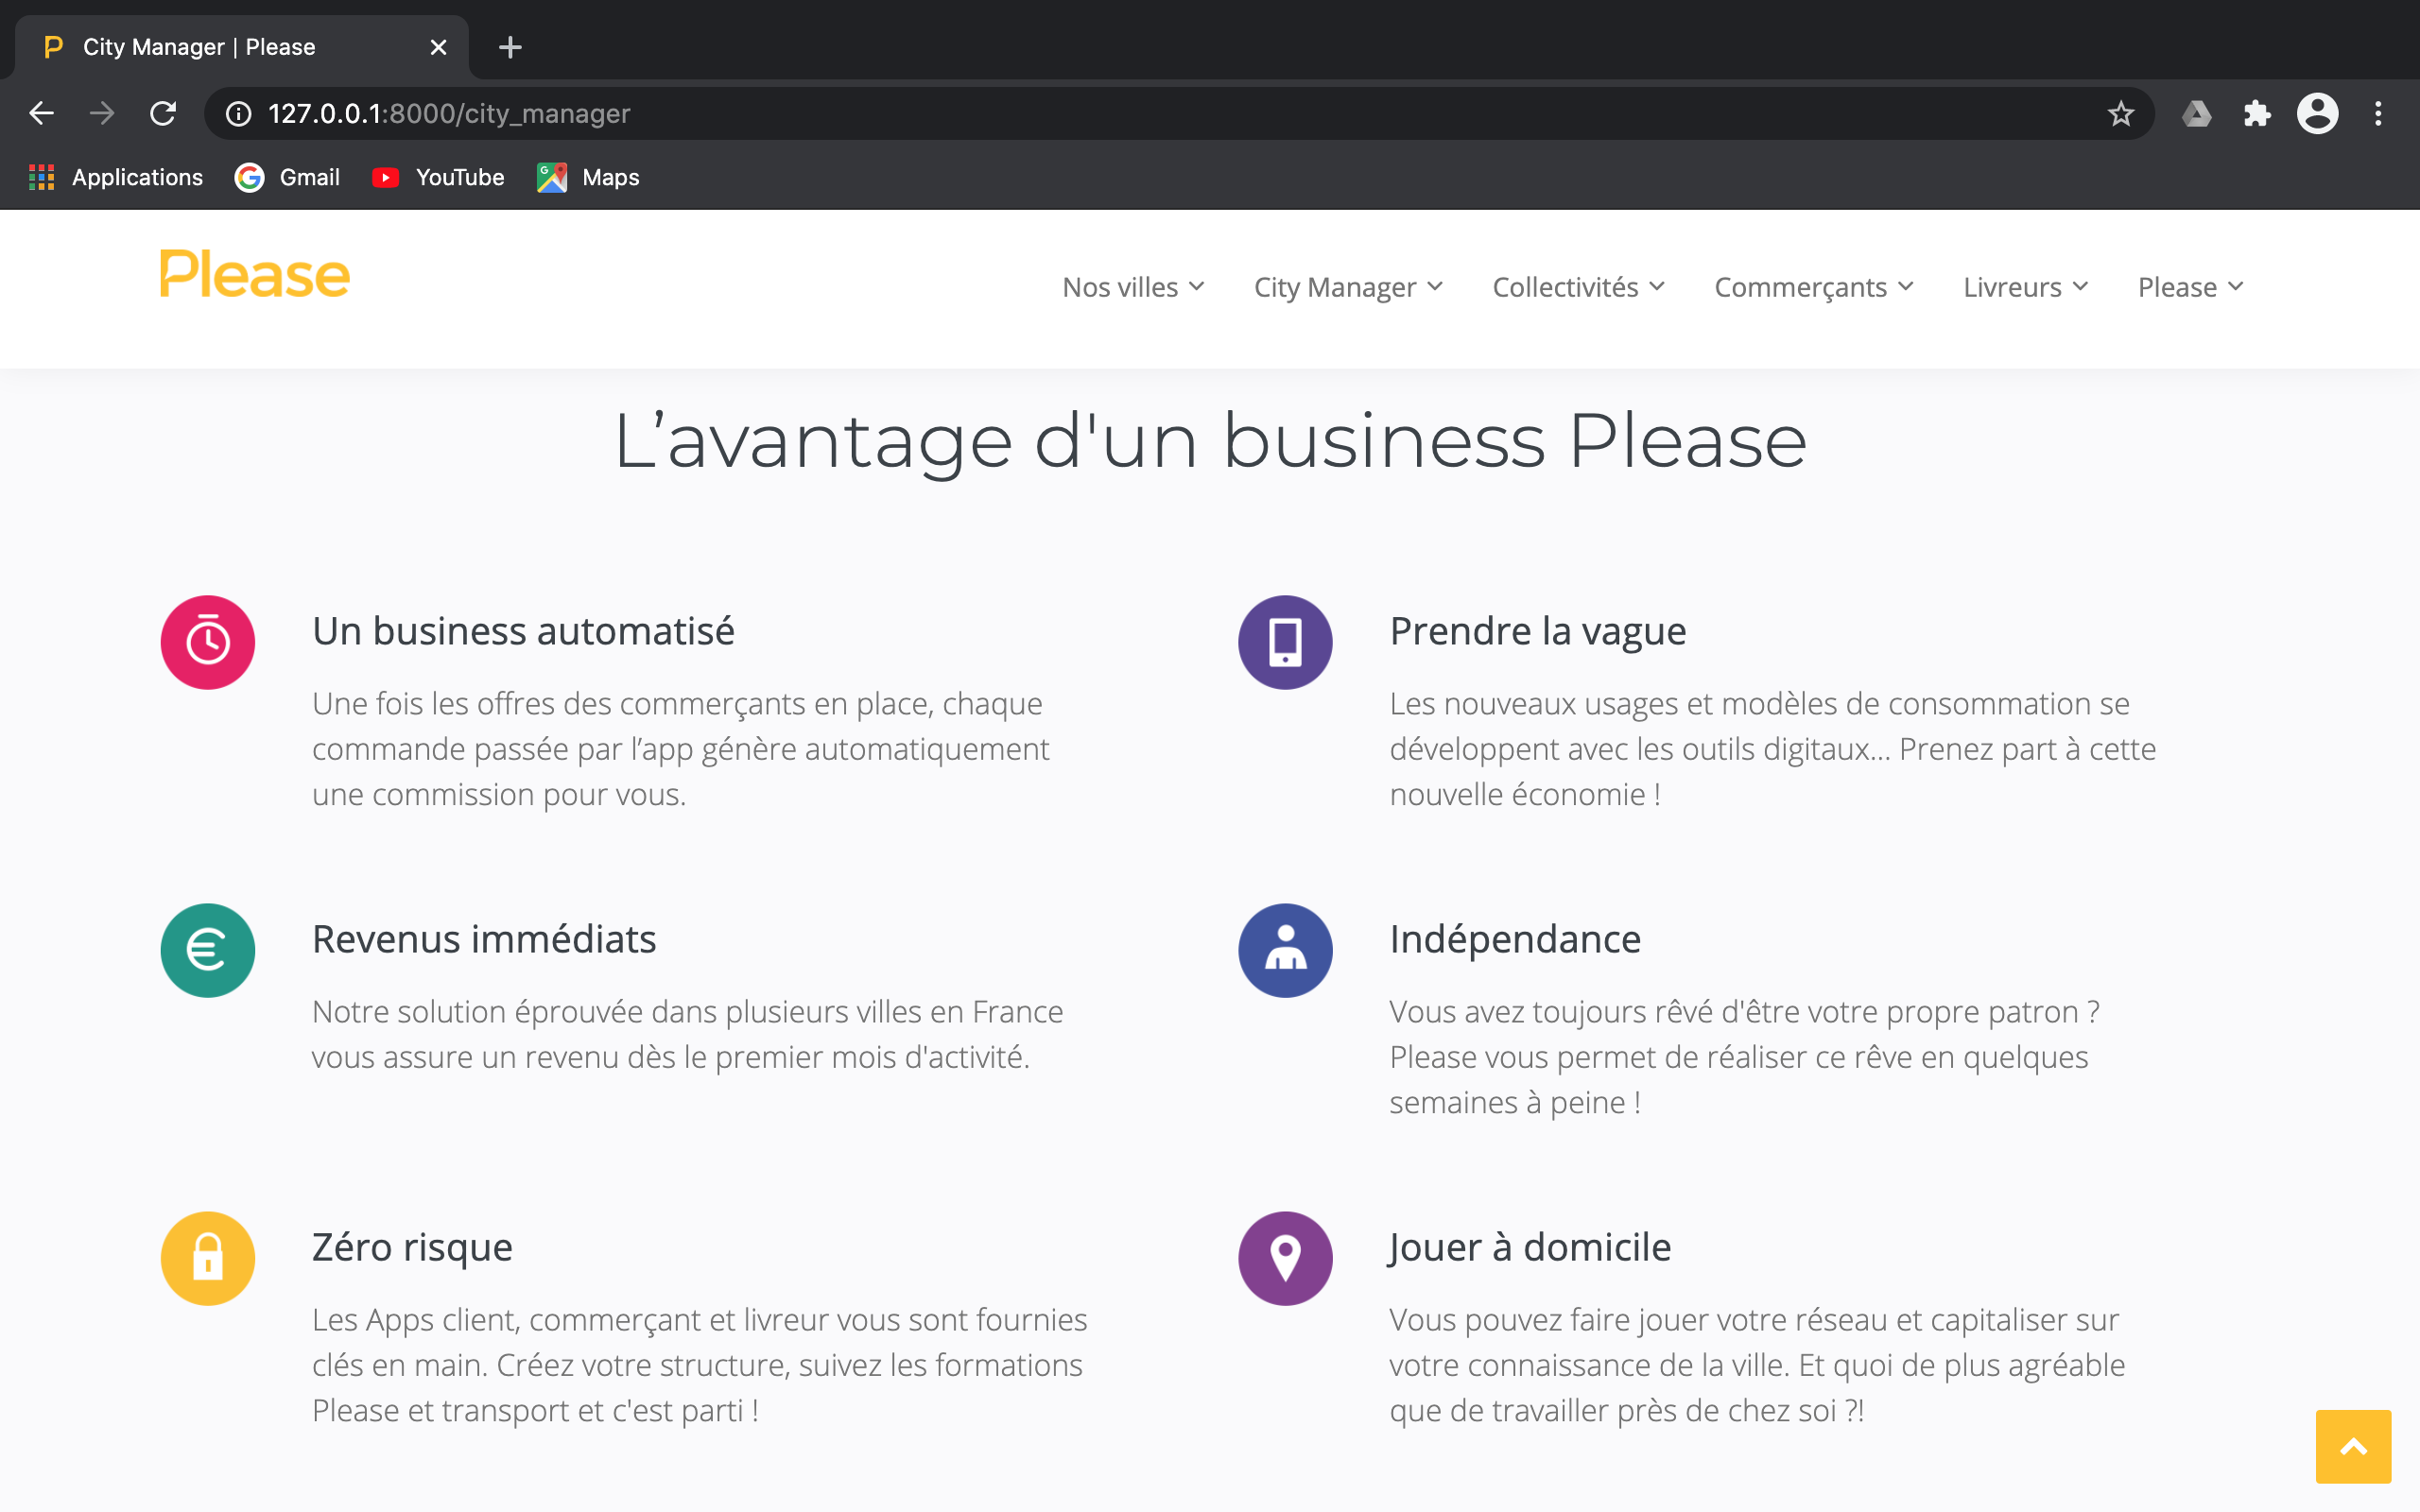 City Manager | Please
127.0.0.1:8000/city_manager
Applications Gmail YouTube Maps
Please
Nos villes City Manager Collectivités Commerçants Livreurs Please
L’avantage d'un business Please
Un business automatisé
Une fois les offres des commerçants en place, chaque
commande passée par l’app génère automatiquement
une commission pour vous.
Prendre la vague
Les nouveaux usages et modèles de consommation se
développent avec les outils digitaux... Prenez part à cette
nouvelle économie !
Revenus immédiats
Notre solution éprouvée dans plusieurs villes en France
vous assure un revenu dès le premier mois d'activité.
Indépendance
Vous avez toujours rêvé d'être votre propre patron ?
Please vous permet de réaliser ce rêve en quelques
semaines à peine !
Zéro risque
Les Apps client, commerçant et livreur vous sont fournies
clés en main. Créez votre structure, suivez les formations
Please et transport et c'est parti !
Jouer à domicile
Vous pouvez faire jouer votre réseau et capitaliser sur
votre connaissance de la ville. Et quoi de plus agréable
que de travailler près de chez soi ?!